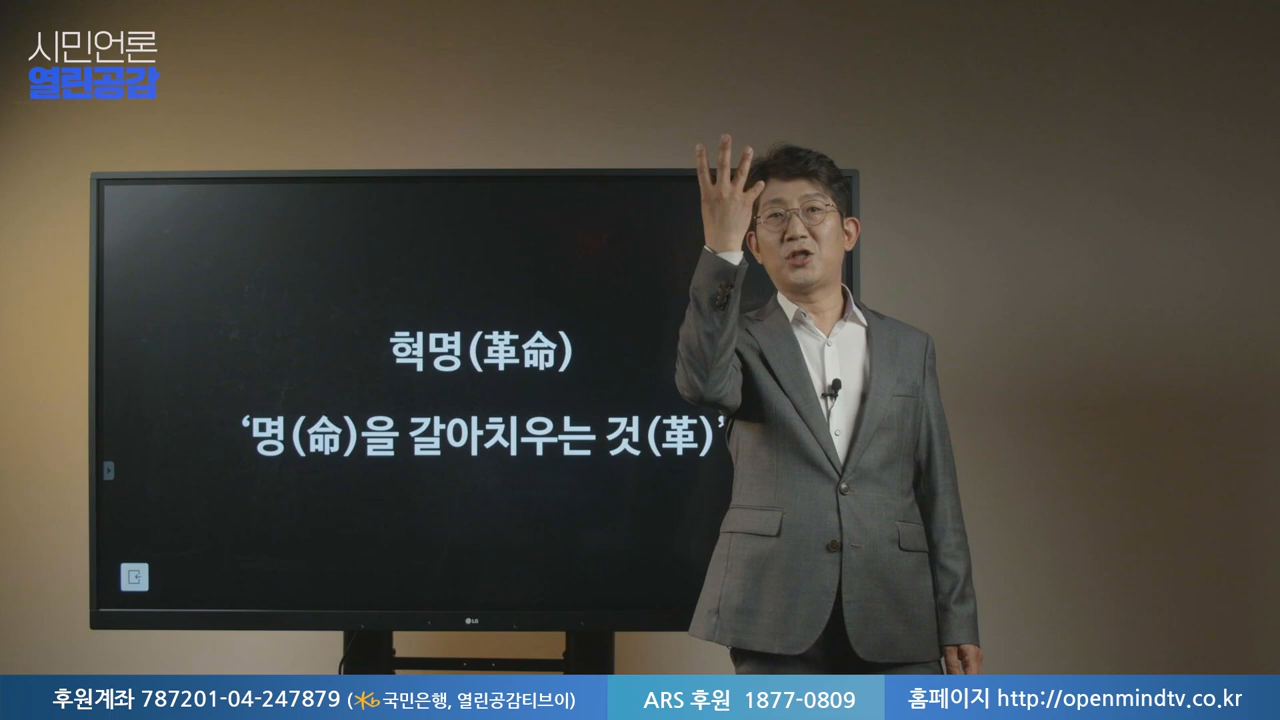 시민언론
열린공감
혁명(革命)
‘명(命)을 갈아치우는 것(革)’
LG
후원계좌 787201-04-247879 (국민은행, 열린공감티브이)
ARS 후원 1877-0809
홈페이지 http://openmindtv.co.kr